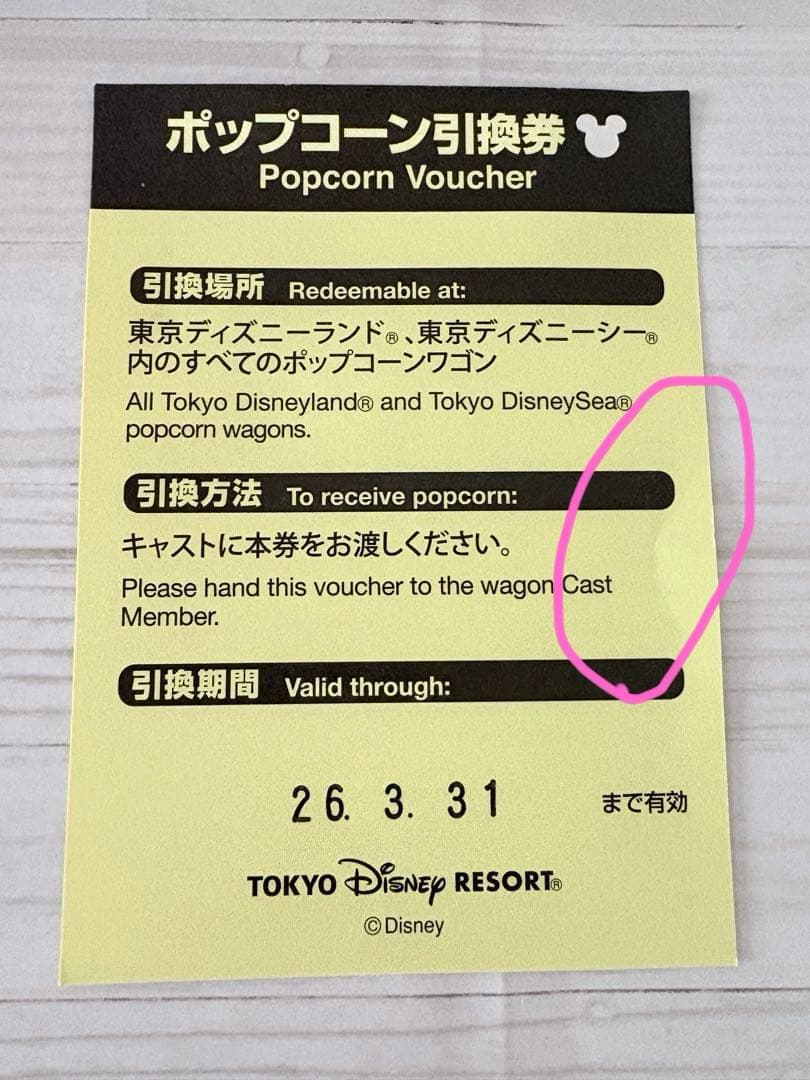 ポップコーン引換券
Popcorn Voucher
引換場所 Redeemable at:
東京ディズニーランド®、東京ディズニーシー®
内のすべてのポップコーンワゴン
All Tokyo Disneyland® and Tokyo DisneySea®
popcorn wagons.
引換方法 To receive popcorn:
キャストに本券をお渡しください。
Please hand this voucher to the wagon Cast
Member.
引換期間 Valid through:
26. 3. 31 まで有効
TOKYO Disney RESORT®
©Disney